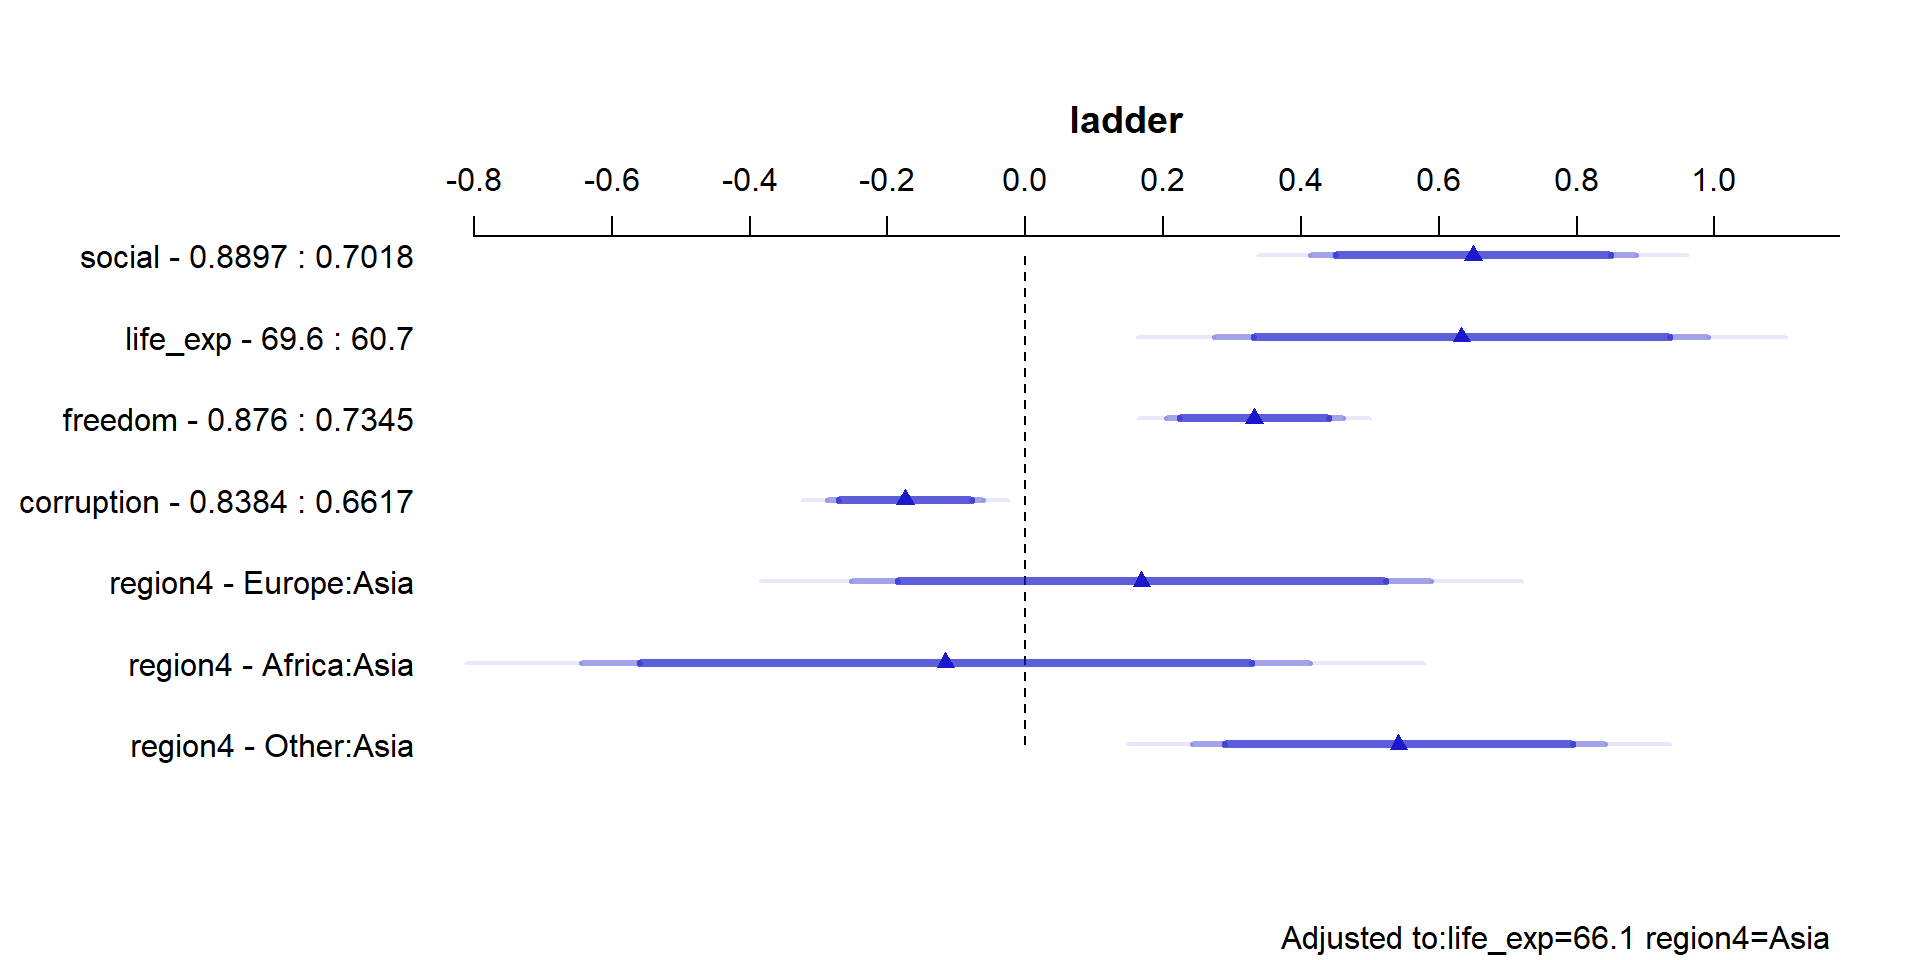 ladder
-0.8 -0.6 -0.4 -0.2 0.0 0.2 0.4 0.6 0.8 1.0
social - 0.8897 : 0.7018
life_exp - 69.6 : 60.7
freedom - 0.876 : 0.7345
corruption - 0.8384 : 0.6617
region4 - Europe:Asia
region4 - Africa:Asia
region4 - Other:Asia
Adjusted to:life_exp=66.1 region4=Asia